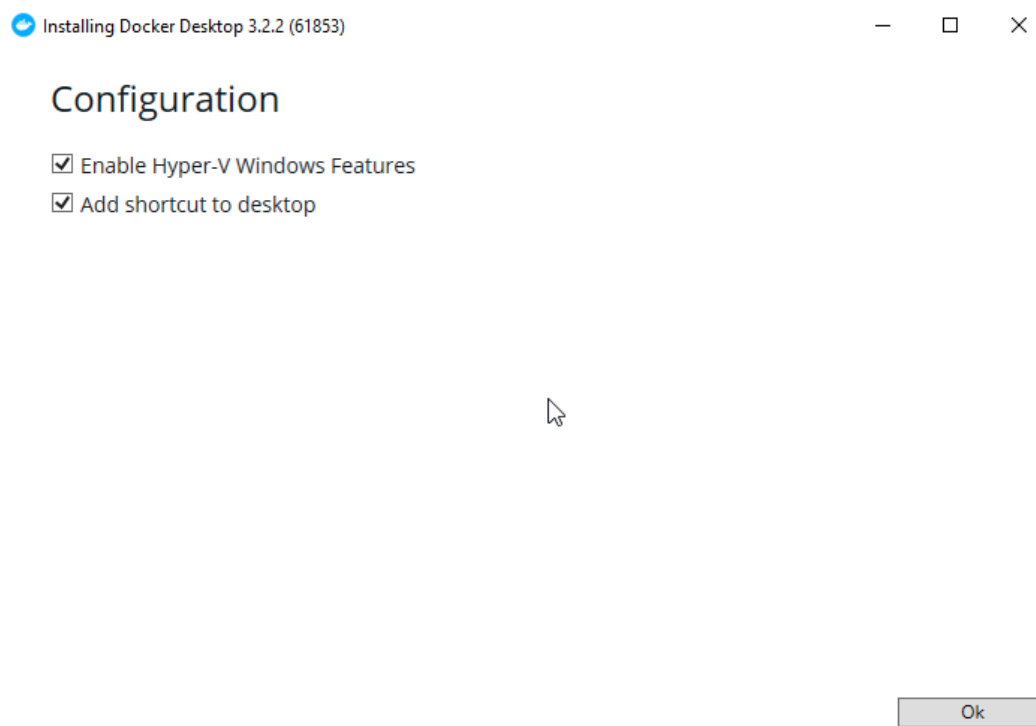 Installing Docker Desktop 3.2.2 (61853)
Configuration
Enable Hyper-V Windows Features
Add shortcut to desktop
Ok